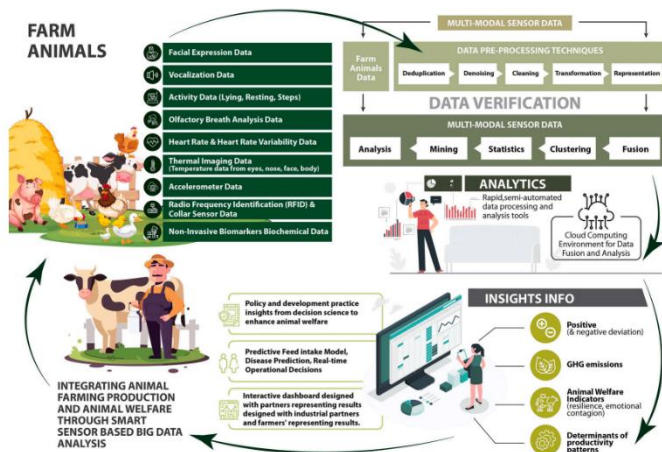 FARM
ANIMALS
Facial Expression Data
Vocalization Data
Activity Data (Lying, Resting, Steps)
Olfactory Breath Analysis Data
Heart Rate & Heart Rate Variability Data
Thermal Imaging Data
(Temperature data from eyes, nose, face, body)
Accelerometer Data
Radio Frequency Identification (RFID) &
Collar Sensor Data
Non-Invasive Biomarkers Biochemical Data
MULTI-MODAL SENSOR DATA
Farm
Animals
Data
DATA PRE-PROCESSING TECHNIQUES
Deduplication
Denoising
Cleaning
Transformation
Representation
DATA VERIFICATION
MULTI-MODAL SENSOR DATA
Analysis
Mining
Statistics
Clustering
Fusion
ANALYTICS
Rapid,semi-automated
data processing and
analysis tools
Cloud Computing
Environment for Data
Fusion and Analysis
INSIGHTS INFO
Positive
(& negative deviation)
GHG emissions
Animal Welfare
Indicators
(resilience, emotional
contagion)
Determinants of
productivity
patterns
Policy and development practice
insights from decision science to
enhance animal welfare
Predictive Feed intake Model,
Disease Prediction, Real-time
Operational Decisions
Interactive dashboard designed
with partners representing results
designed with industrial partners
and farmers' representing results.
INTEGRATING ANIMAL
FARMING PRODUCTION
AND ANIMAL WELFARE
THROUGH SMART
SENSOR BASED BIG DATA
ANALYSIS